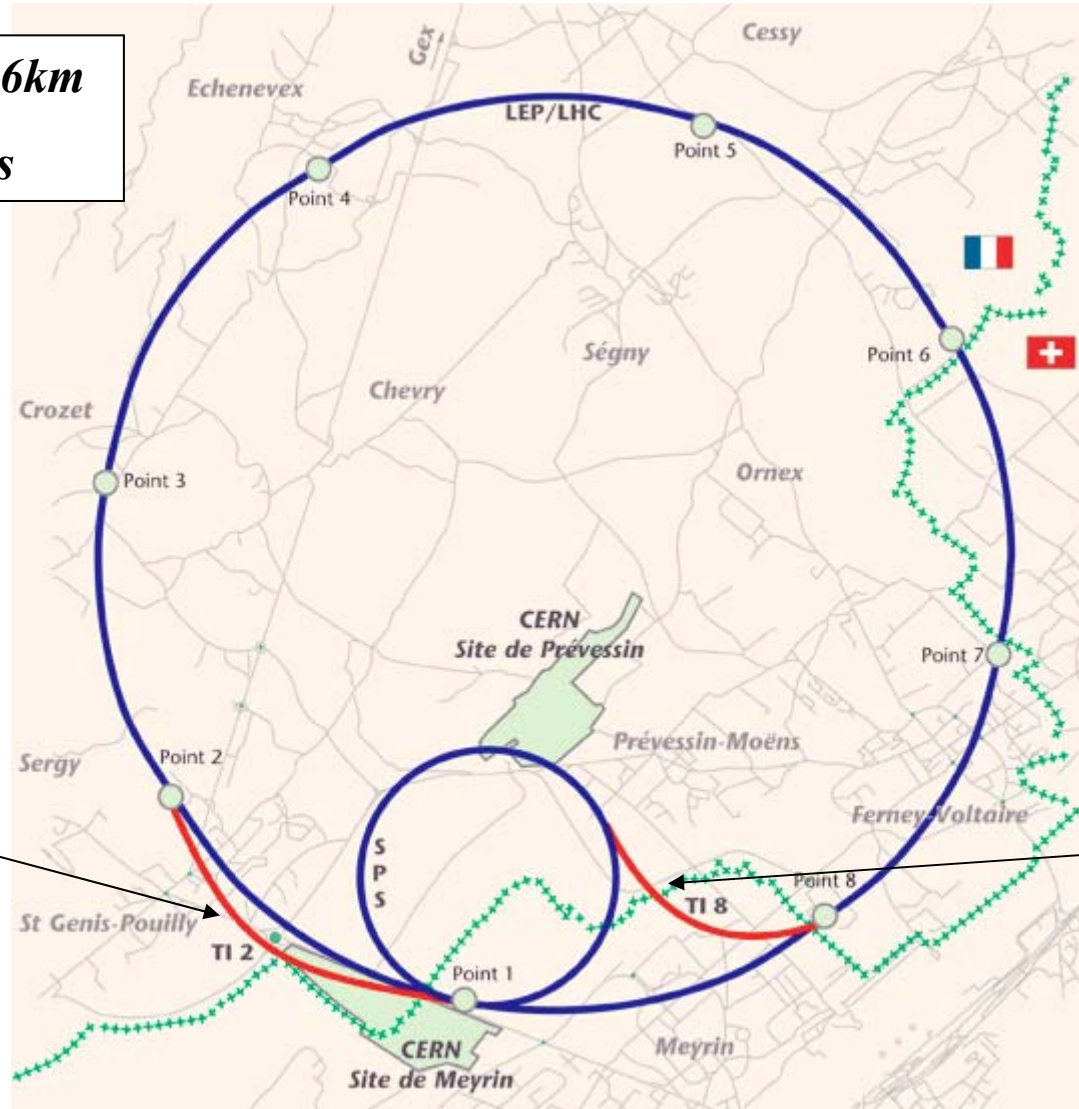 6km
s
Gex
Cessy
Echenevex
LEP/LHC
Point 5
Point 4
Ségny
Point 6
Chevry
Crozet
Ornex
Point 3
CERN
Site de Prévessin
Point 7
Prévessin-Moëns
Point 2
Sergy
Ferney-Voltaire
SPS
Point 8
St Genis-Pouilly
TI 8
TI 2
Point 1
Meyrin
CERN
Site de Meyrin